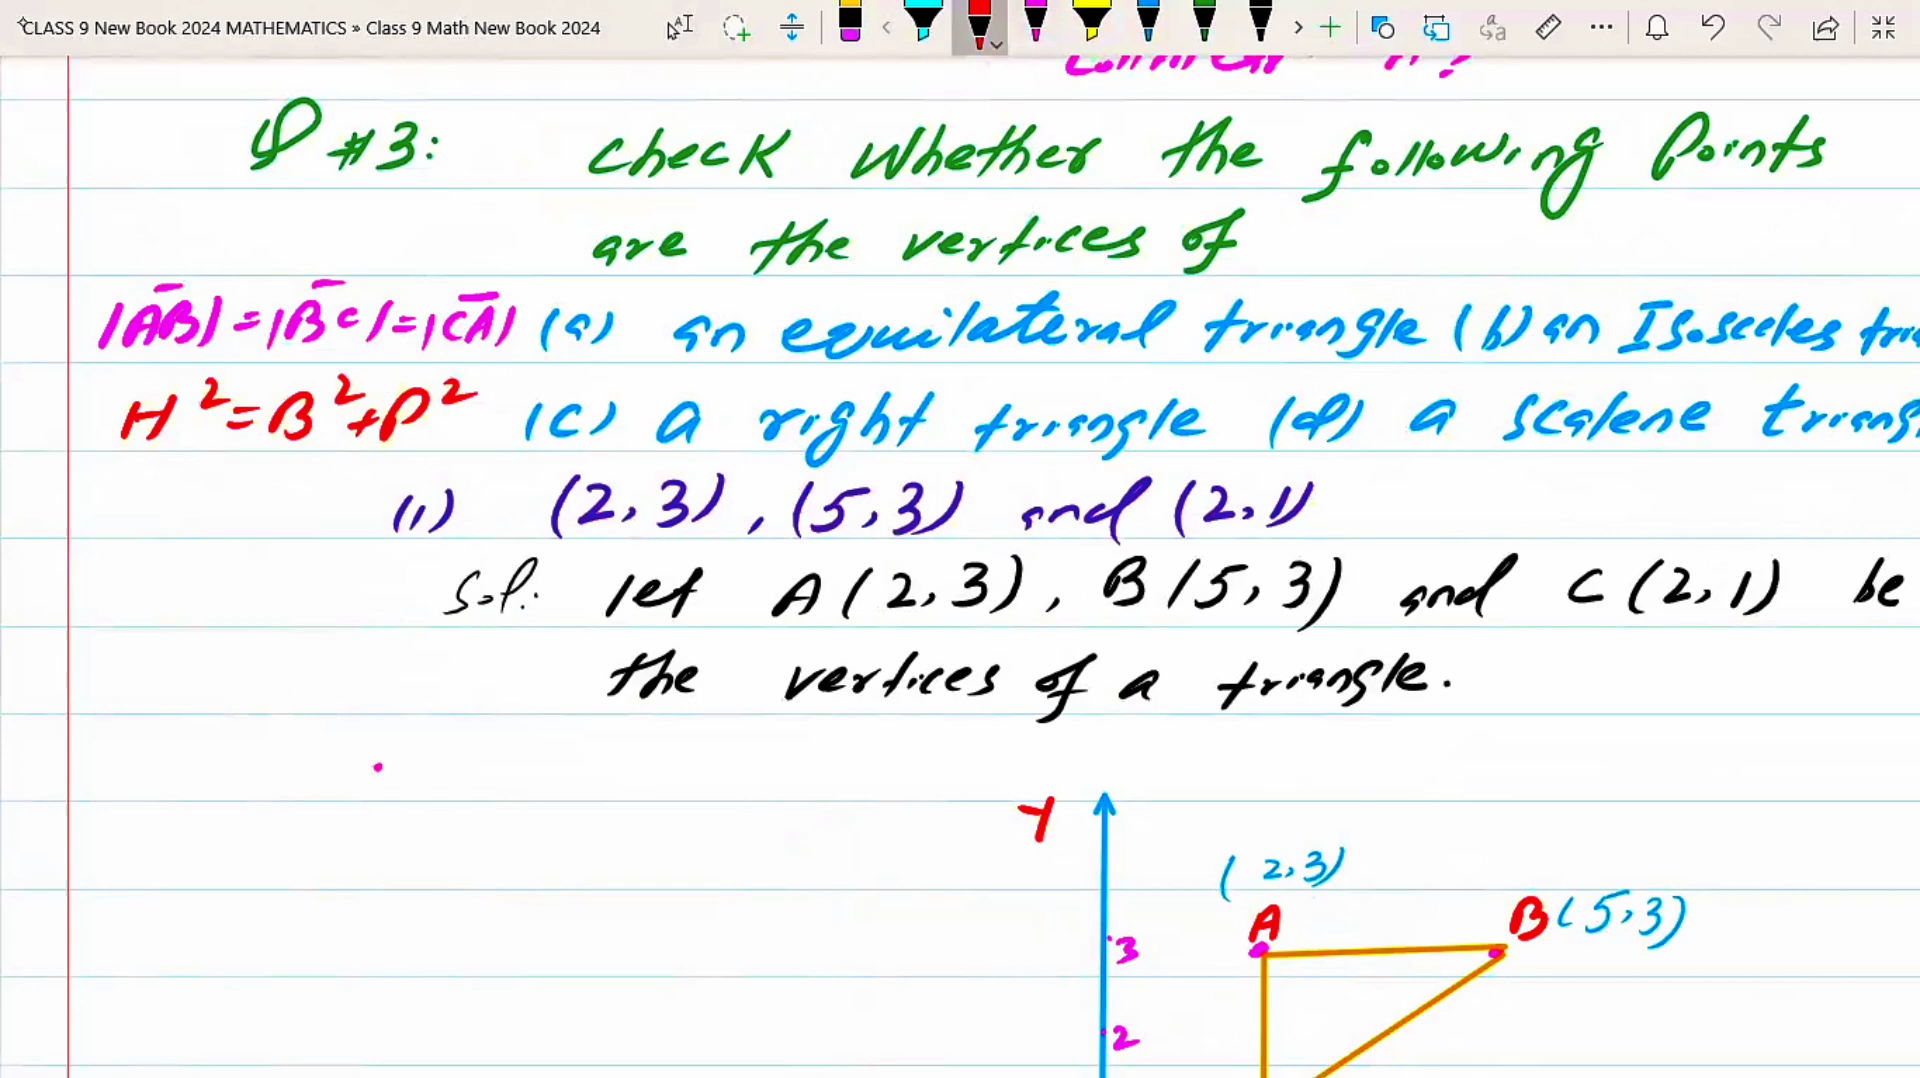 CLASS 9 New Book 2024 MATHEMATICS » Class 9 Math New Book 2024
Q #3: check whether the following Points
are the vertices of
|AB| = |BC| = |CA| (a) an equilateral triangle (b) an Isosceles
H² = B² + P² (c) a right triangle (d) a scalene
(i) (2,3), (5,3) and (2,1)
Sol: let A(2,3), B(5,3) and C(2,1) be
the vertices of a triangle.
Y
(2,3)
A B(5,3)
3
2